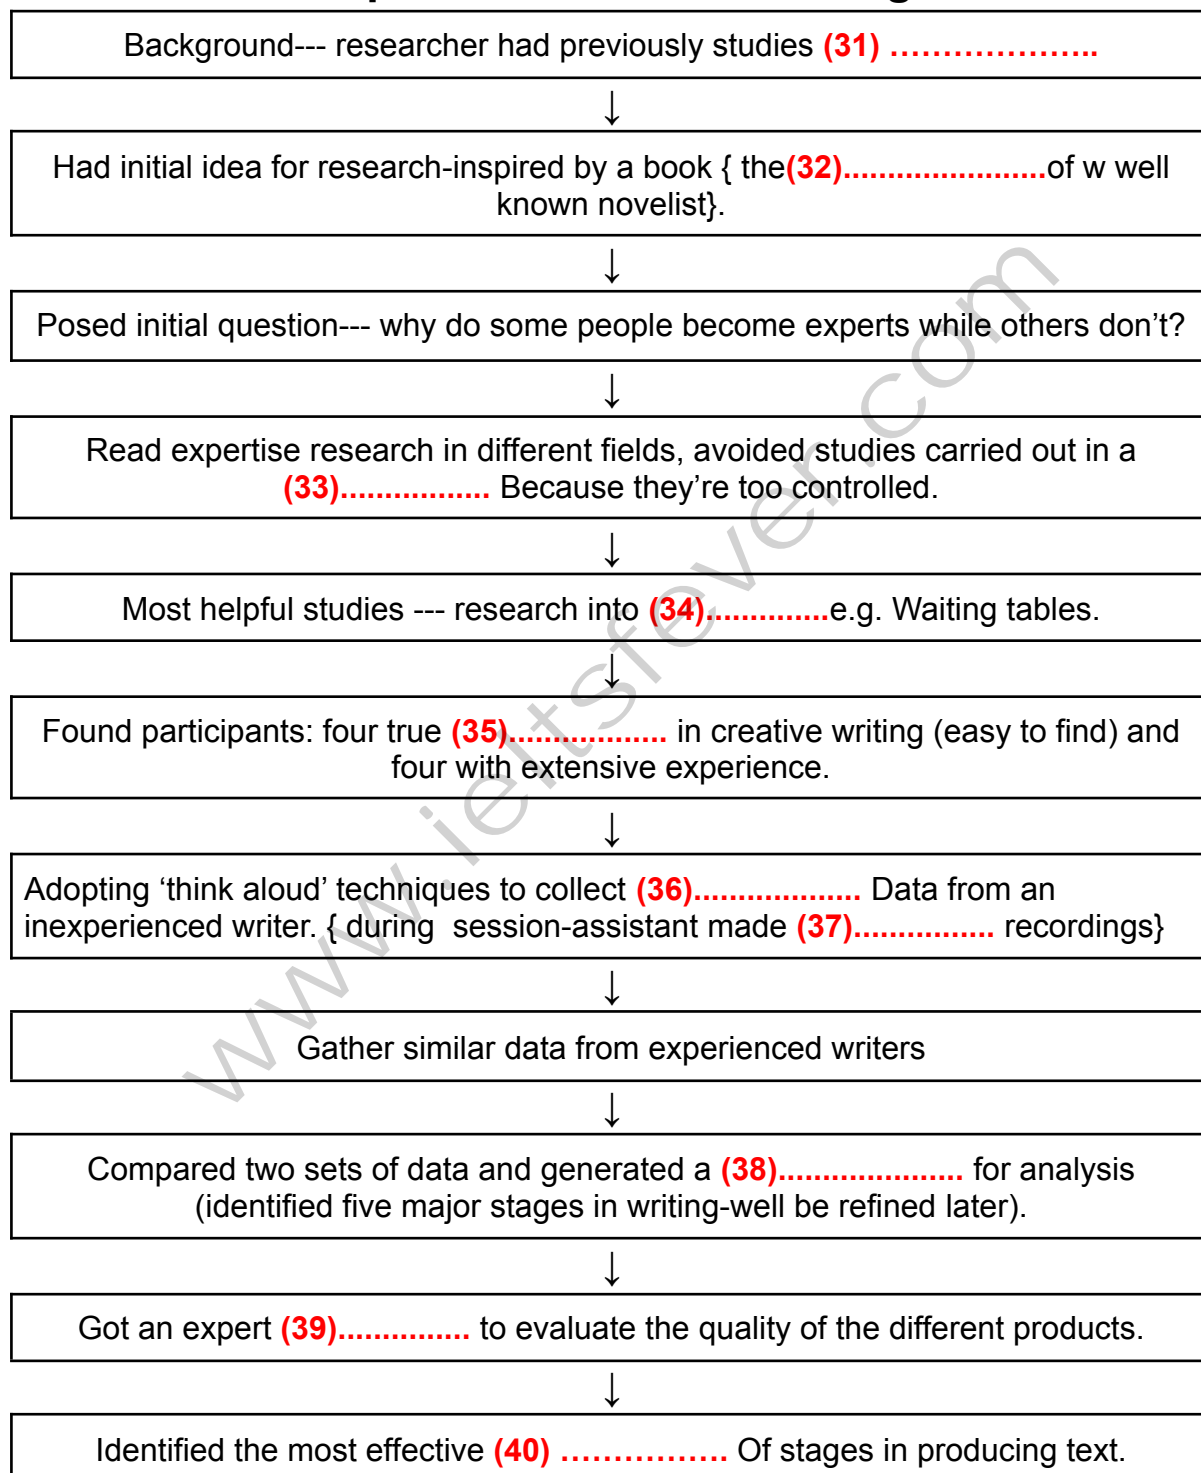 Background--- researcher had previously studies (31) …………………..
↓
Had initial idea for research-inspired by a book { the(32).......................of w well
known novelist}.
↓
Posed initial question--- why do some people become experts while others don’t?
↓
Read expertise research in different fields, avoided studies carried out in a
(33)................. Because they’re too controlled.
↓
Most helpful studies --- research into (34)..............e.g. Waiting tables.
↓
Found participants: four true (35).................. in creative writing (easy to find) and
four with extensive experience.
↓
Adopting ‘think aloud’ techniques to collect (36)................... Data from an
inexperienced writer. { during  session-assistant made (37)................ recordings}
↓
Gather similar data from experienced writers
↓
Compared two sets of data and generated a (38)..................... for analysis
(identified five major stages in writing-well be refined later).
↓
Got an expert (39)............... to evaluate the quality of the different products.
↓
Identified the most effective (40) ……………. Of stages in producing text.
www.ieltsfever.com